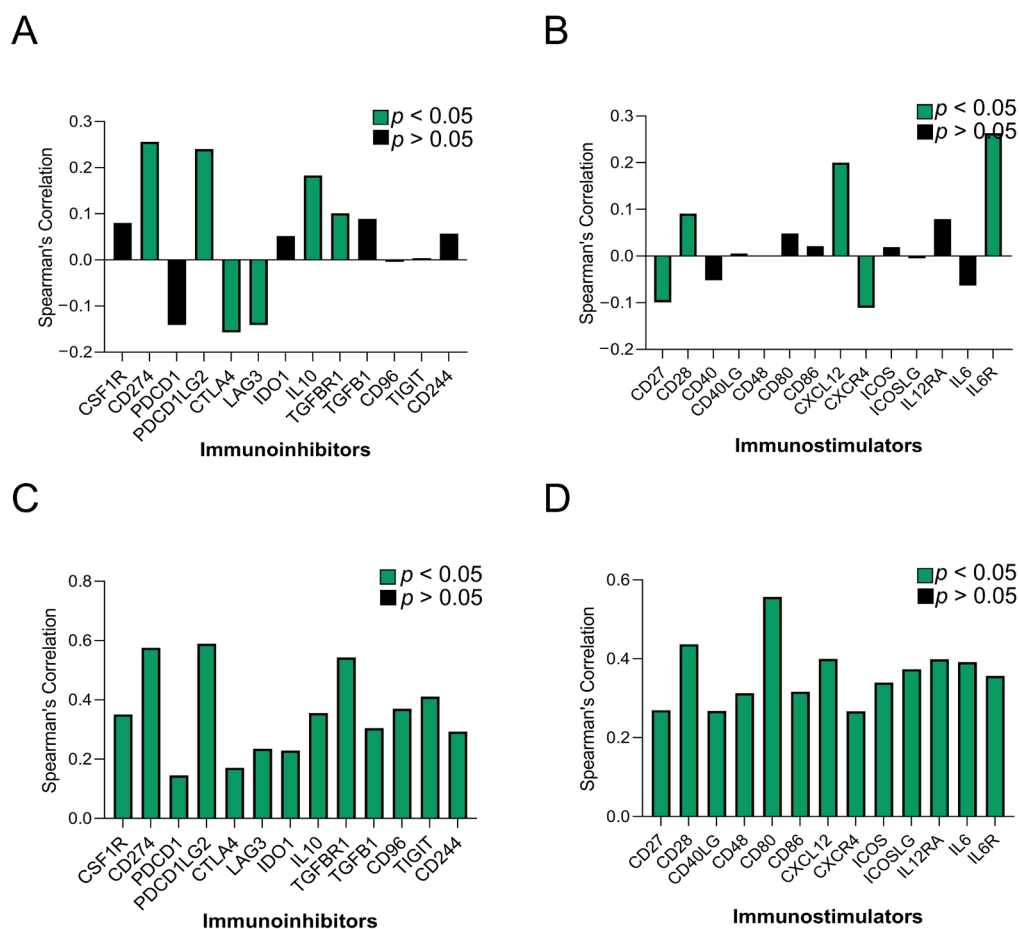 A
p < 0.05
p > 0.05
Spearman's Correlation
0.3
0.2
0.1
0.0
−0.1
−0.2
CSF1R
CD274
PDCD1
PDCD1LG2
CTLA4
LAG3
IDO1
IL10
TGFBR1
TGFB1
CD96
TIGIT
CD244
Immunoinhibitors
B
p < 0.05
p > 0.05
Spearman's Correlation
0.3
0.2
0.1
0.0
−0.1
−0.2
CD27
CD28
CD40
CD40LG
CD48
CD80
CD86
CXCL12
CXCR4
ICOS
ICOSLG
IL12RA
IL6
IL6R
Immunostimulators
C
p < 0.05
p > 0.05
Spearman's Correlation
0.8
0.6
0.4
0.2
0.0
CSF1R
CD274
PDCD1
PDCD1LG2
CTLA4
LAG3
IDO1
IL10
TGFBR1
TGFB1
CD96
TIGIT
CD244
Immunoinhibitors
D
p < 0.05
p > 0.05
Spearman's Correlation
0.6
0.4
0.2
0.0
CD27
CD28
CD40LG
CD48
CD80
CD86
CXCL12
CXCR4
ICOS
ICOSLG
IL12RA
IL6
IL6R
Immunostimulators